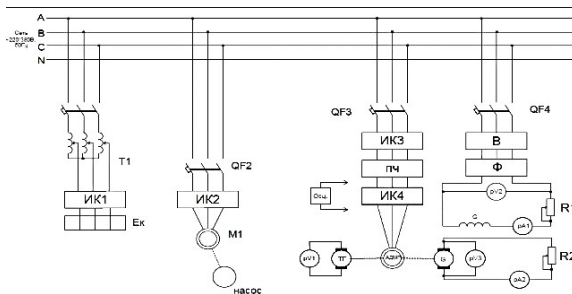 A
B
C
N
Сеть
~220/380В,
50Гц
QF3
QF4
QF2
T1
ИК1
Ек
ИК2
M1
насос
ИК3
ПЧ
ИК4
Осц.
В
Ф
pV2
R1
G
pA1
pV1
ТГ
G
pV3
R2
pA2